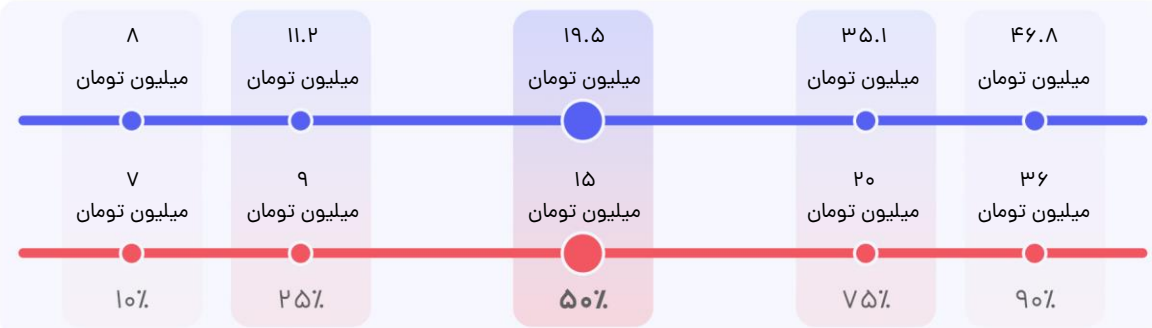 ۸ ۱۱.۲ ۱۹.۵ ۳۵.۱ ۴۶.۸
میلیون تومان میلیون تومان میلیون تومان میلیون تومان میلیون تومان
۷ ۹ ۱۵ ۲۰ ۳۶
میلیون تومان میلیون تومان میلیون تومان میلیون تومان میلیون تومان
۱۰٪ ۲۵٪ ۵۰٪ ۷۵٪ ۹۰٪